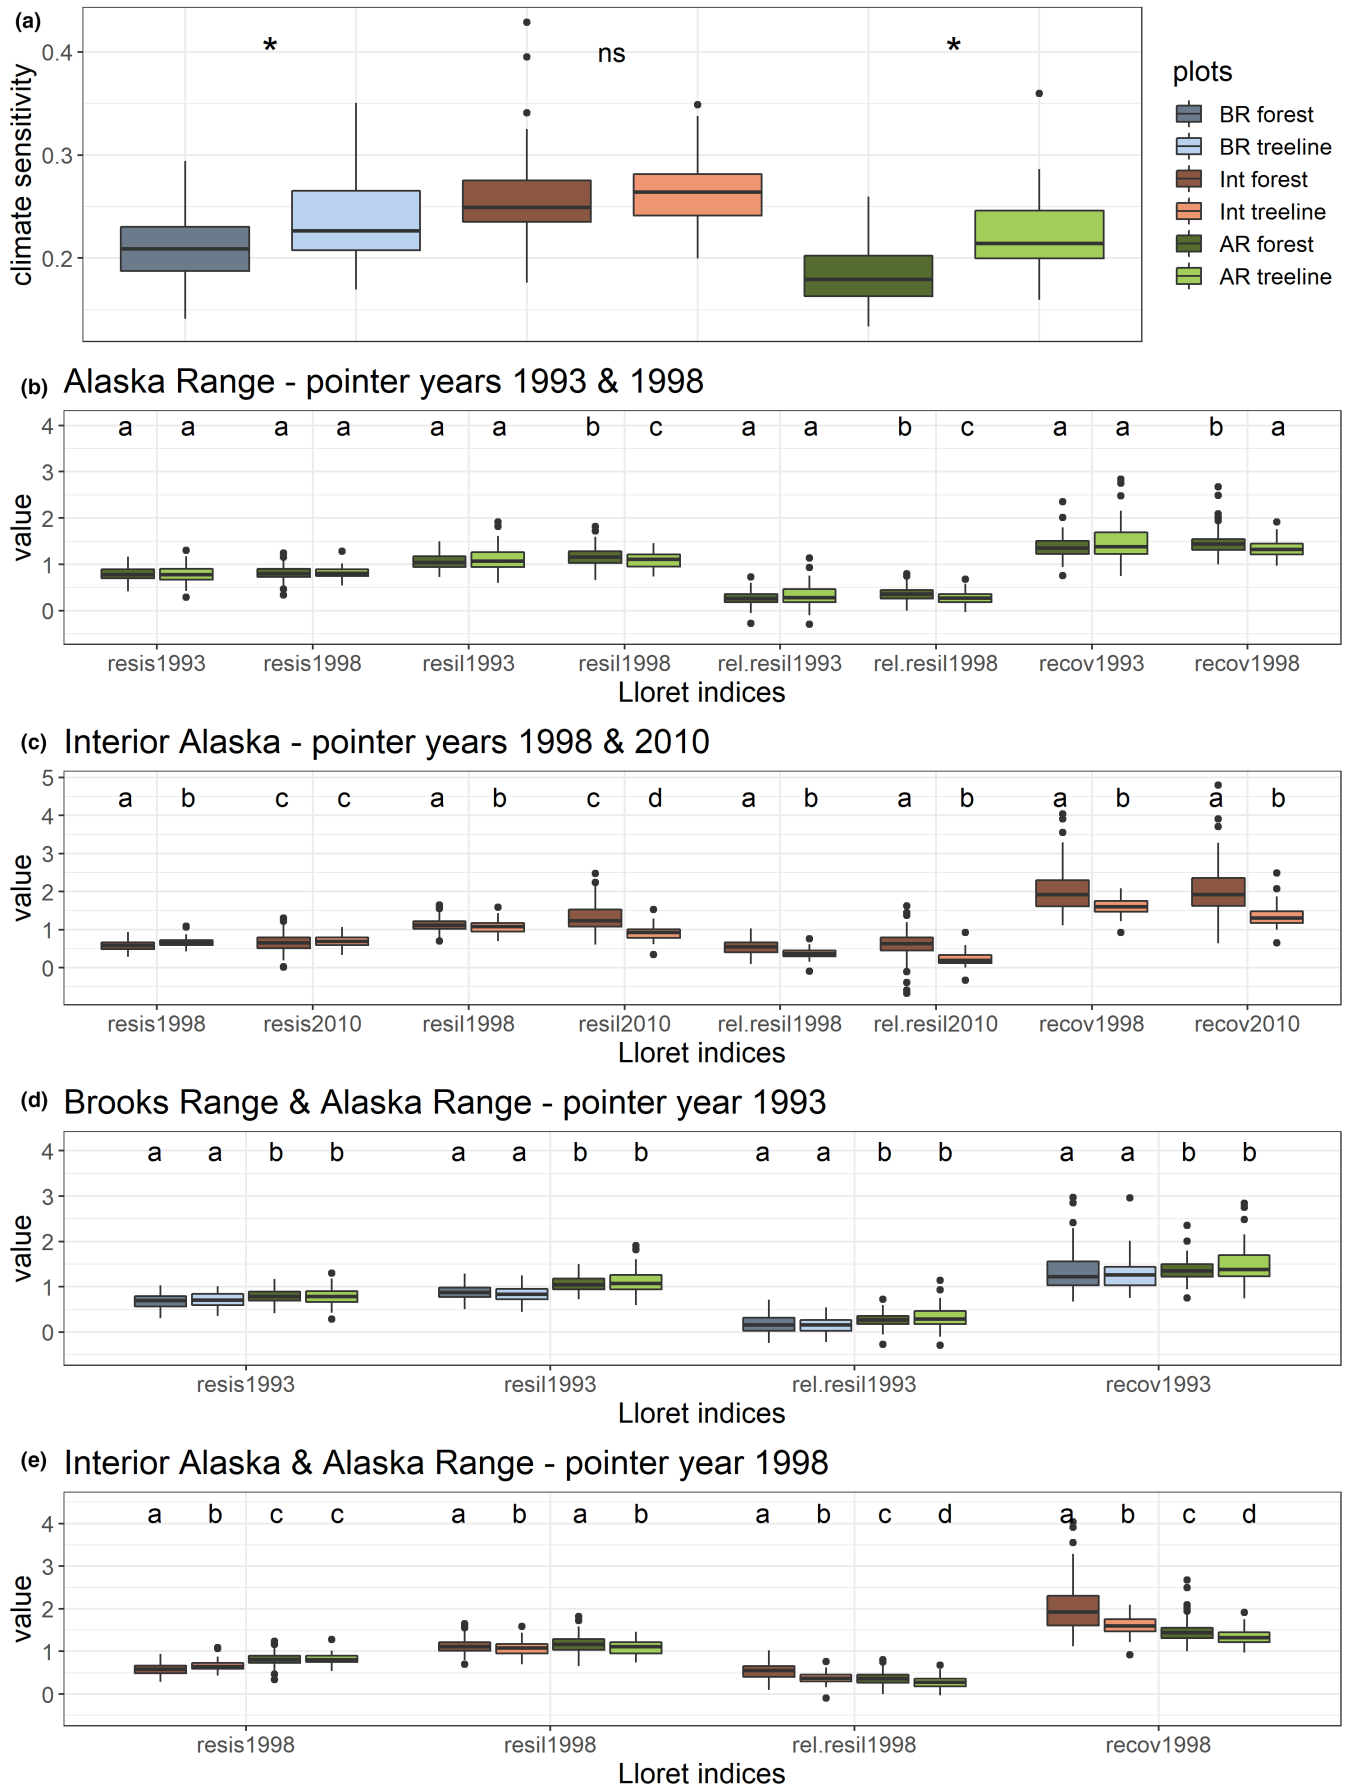 (a)
climate sensitivity
0.4
0.3
0.2
* ns *
plots
BR forest
BR treeline
Int forest
Int treeline
AR forest
AR treeline
(b) Alaska Range - pointer years 1993 & 1998
value
4
3
2
1
0
a a a a a a b c a a b c a a b a
resis1993 resis1998 resil1993 resil1998 rel.resil1993 rel.resil1998 recov1993 recov1998
Lloret indices
(c) Interior Alaska - pointer years 1998 & 2010
value
5
4
3
2
1
0
a b c c a b c d a b a b a b a b
resis1998 resis2010 resil1998 resil2010 rel.resil1998 rel.resil2010 recov1998 recov2010
Lloret indices
(d) Brooks Range & Alaska Range - pointer year 1993
value
4
3
2
1
0
a a b b a a b b a a b b a a b b
resis1993 resil1993 rel.resil1993 recov1993
Lloret indices
(e) Interior Alaska & Alaska Range - pointer year 1998
value
4
3
2
1
0
a b c c a b a b a b c d a b c d
resis1998 resil1998 rel.resil1998 recov1998
Lloret indices